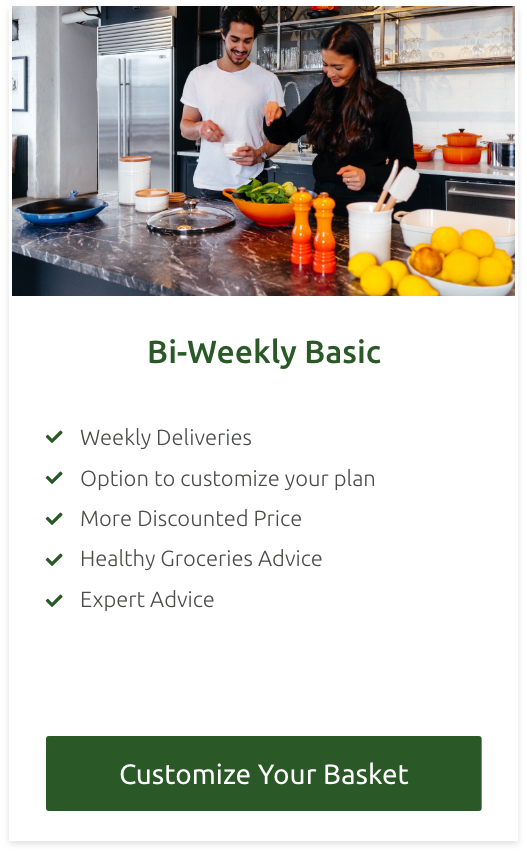 Bi-Weekly Basic
Weekly Deliveries
Option to customize your plan
More Discounted Price
Healthy Groceries Advice
Expert Advice
Customize Your Basket